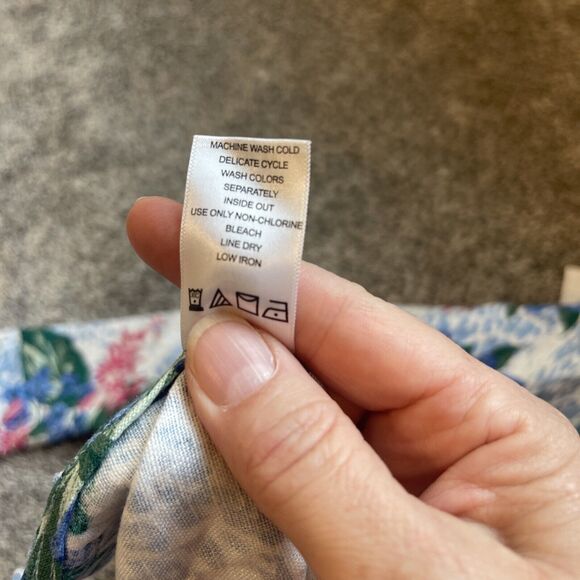 MACHINE WASH COLD
DELICATE CYCLE
WASH COLORS
SEPARATELY
INSIDE OUT
USE ONLY NON-CHLORINE
BLEACH
LINE DRY
LOW IRON